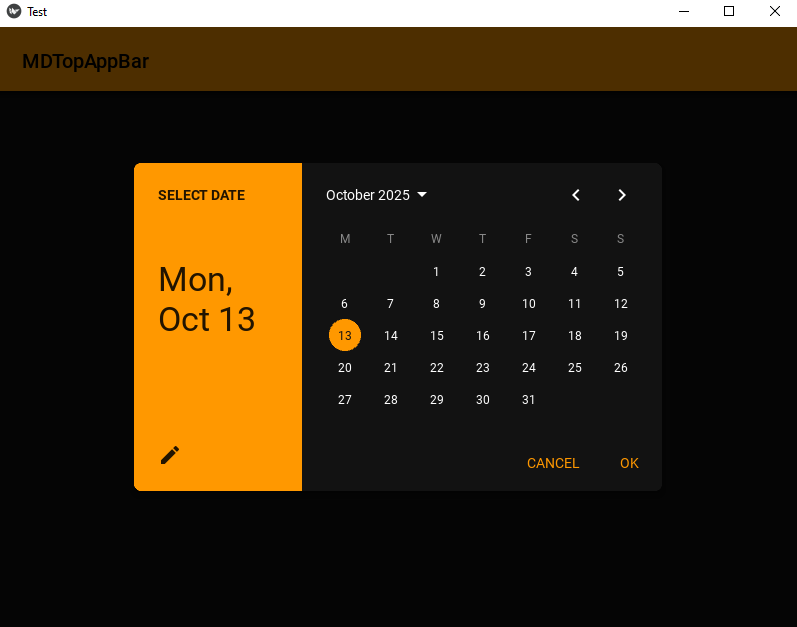 Test
MDTopAppBar
SELECT DATE
Mon,
Oct 13
October 2025
M T W T F S S
1 2 3 4 5
6 7 8 9 10 11 12
13 14 15 16 17 18 19
20 21 22 23 24 25 26
27 28 29 30 31
CANCEL OK